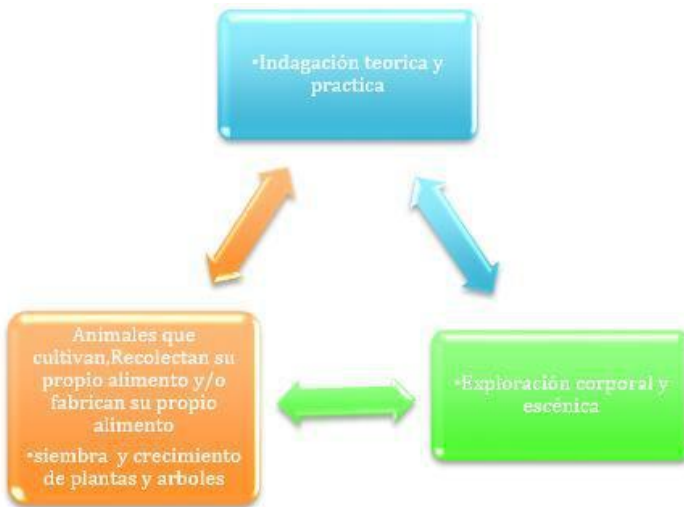 •Indagación teorica y
practica
Animales que
cultivan,Recolectan su
propio alimento y/o
fabrican su propio
alimento
•siembra y crecimiento
de plantas y arboles
•Exploración corporal y
escénica